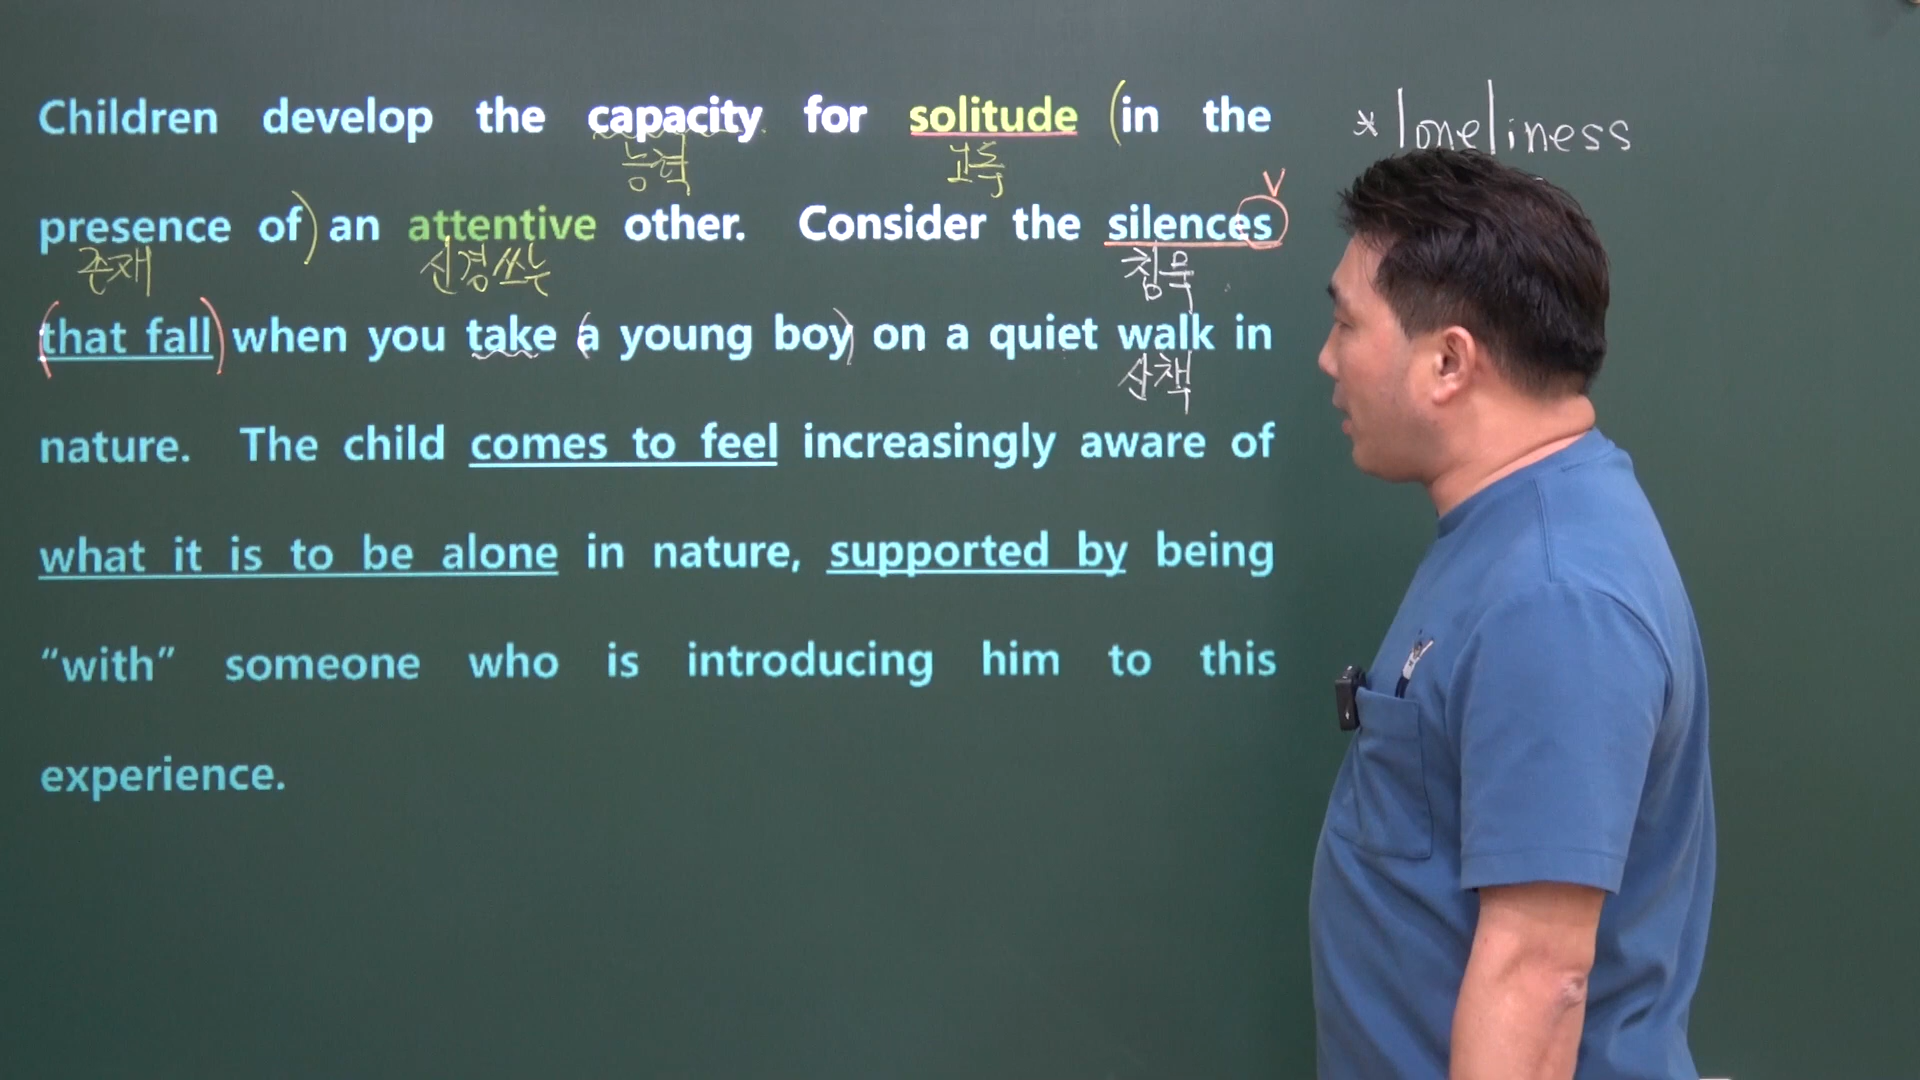 Children develop the capacity for solitude (in the
* loneliness
능력 고독
presence of) an attentive other. Consider the silences
V
존재 신경쓰는 침묵
(that fall) when you take (a young boy) on a quiet walk in
산책
nature. The child comes to feel increasingly aware of
what it is to be alone in nature, supported by being
“with” someone who is introducing him to this
experience.